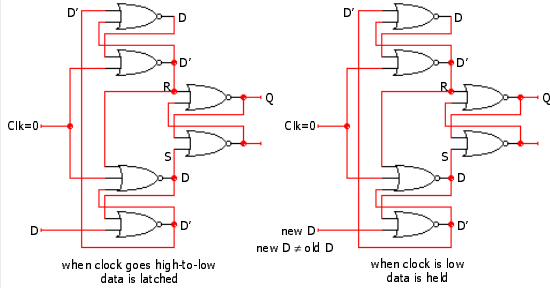 D'
D
D'
R
Q
Clk=0
S
D
D
D'
when clock goes high-to-low
data is latched
D'
D
D'
R
Q
Clk=0
S
D
new D
D'
new D ≠ old D
when clock is low
data is held